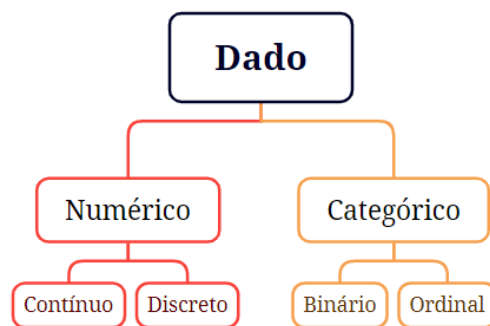 Dado
Numérico
Categórico
Contínuo
Discreto
Binário
Ordinal